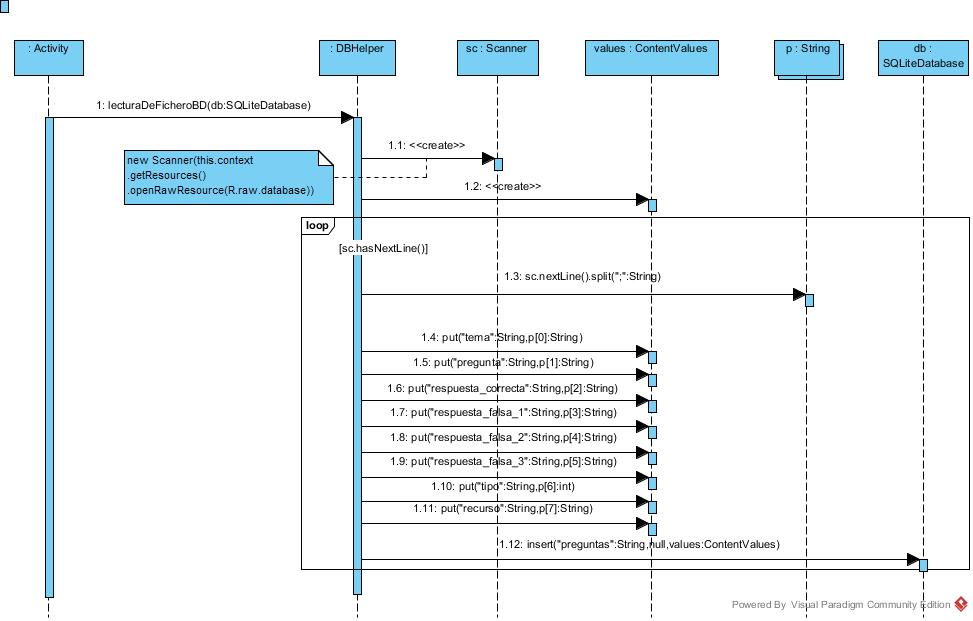 : Activity
: DBHelper
sc : Scanner
values : ContentValues
p : String
db :
SQLiteDatabase
1: lecturaDeFicheroBD(db:SQLiteDatabase)
1.1: <<create>>
new Scanner(this.context
.getResources()
.openRawResource(R.raw.database))
1.2: <<create>>
loop
[sc.hasNextLine()]
1.3: sc.nextLine().split(";":String)
1.4: put("tema":String,p[0]:String)
1.5: put("pregunta":String,p[1]:String)
1.6: put("respuesta_correcta":String,p[2]:String)
1.7: put("respuesta_falsa_1":String,p[3]:String)
1.8: put("respuesta_falsa_2":String,p[4]:String)
1.9: put("respuesta_falsa_3":String,p[5]:String)
1.10: put("tipo":String,p[6]:int)
1.11: put("recurso":String,p[7]:String)
1.12: insert("preguntas":String,null,values:ContentValues)
Powered By Visual Paradigm Community Edition